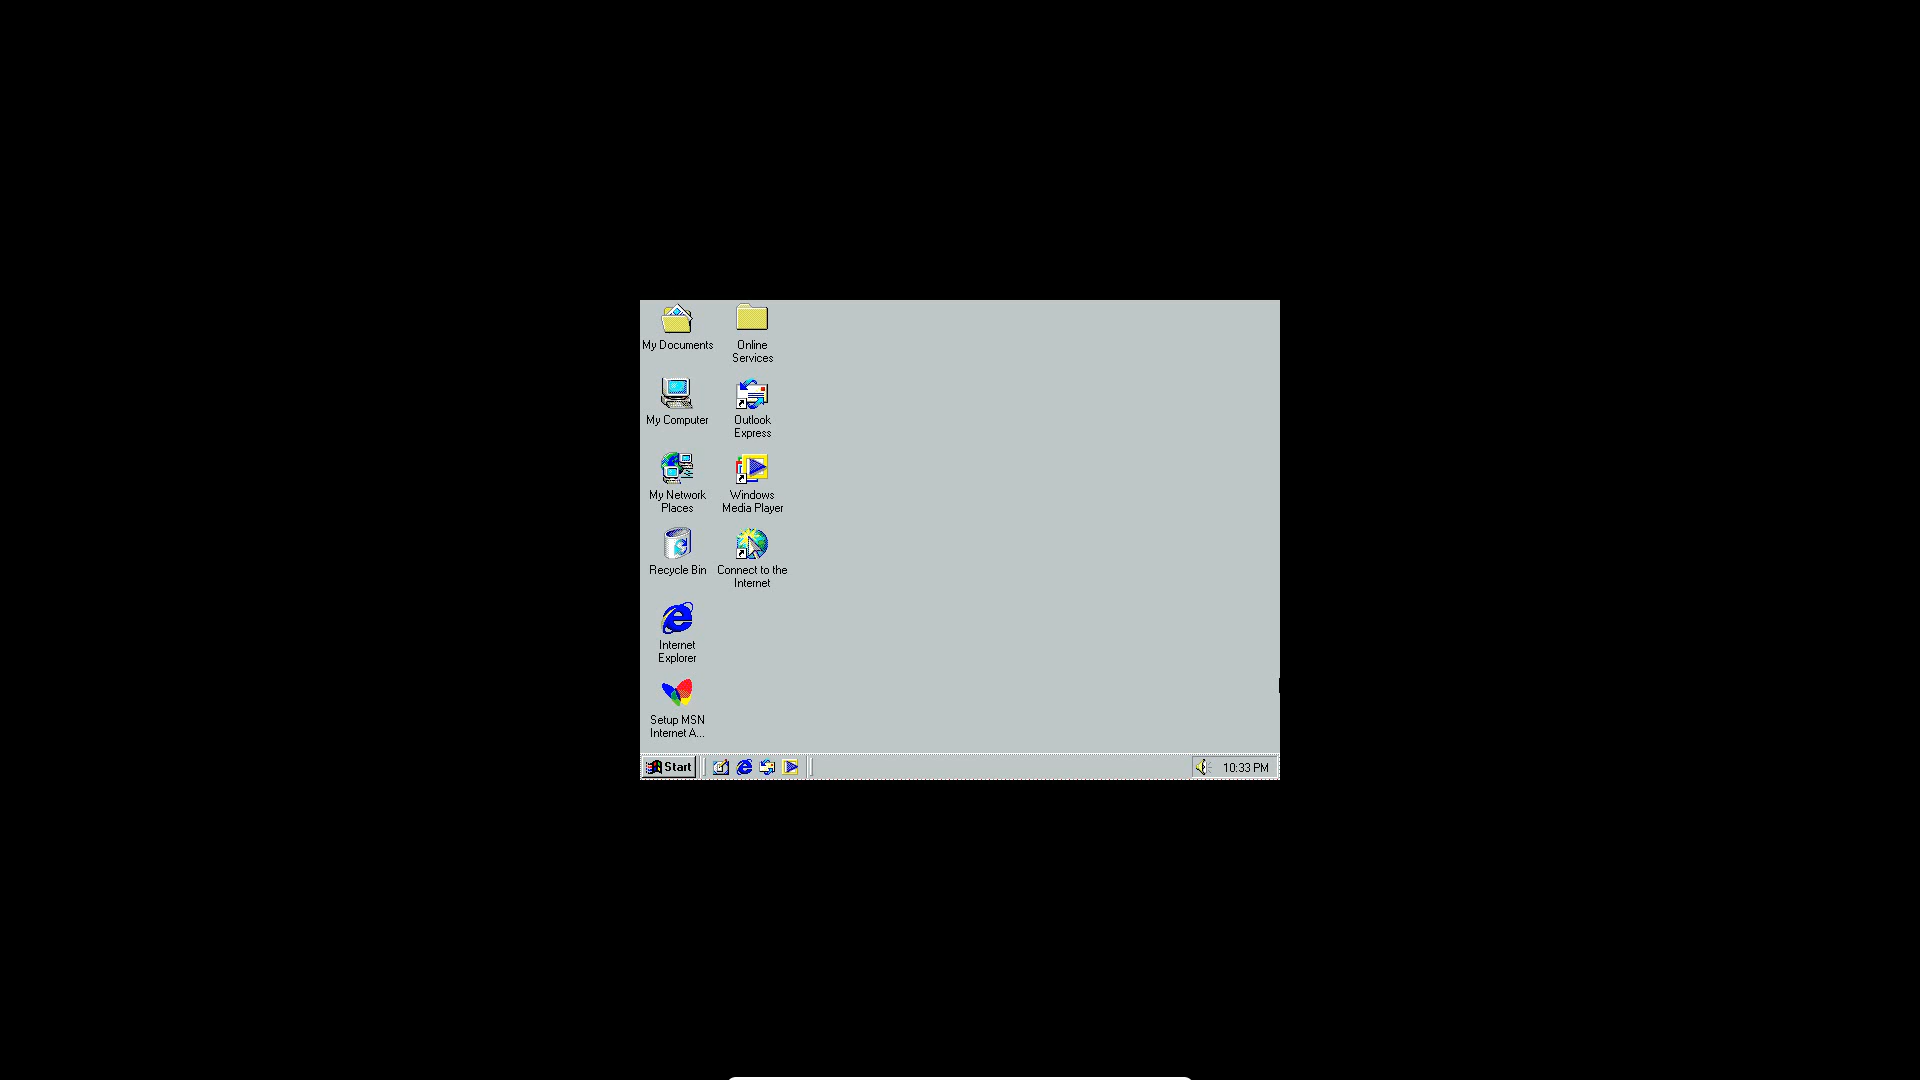 My Documents
Online
Services
My Computer
Outlook
Express
My Network
Places
Windows
Media Player
Recycle Bin
Connect to the
Internet
Internet
Explorer
Setup MSN
Internet A...
Start
10:33 PM